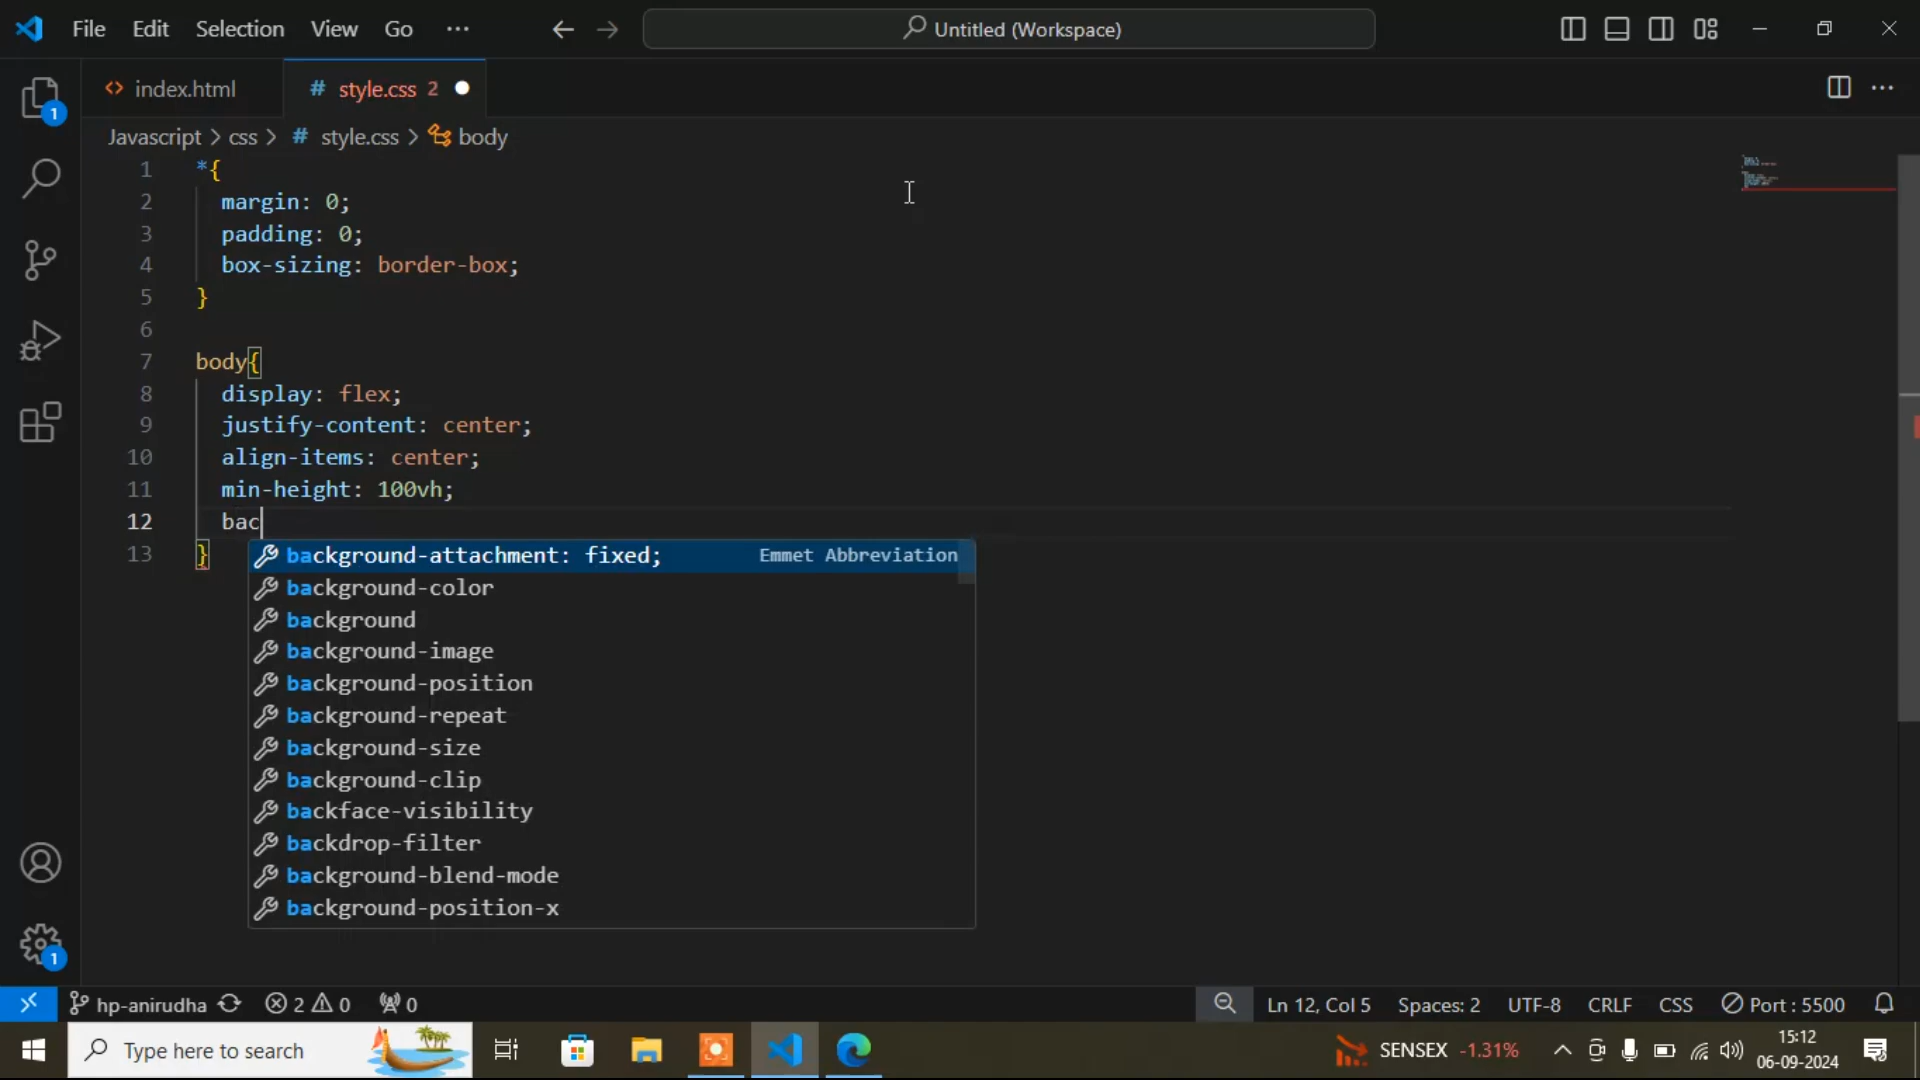 File Edit Selection View Go ··· Untitled (Workspace)
index.html # style.css 2
Javascript > css > # style.css > body
1 *{
2 margin: 0;
3 padding: 0;
4 box-sizing: border-box;
5 }
6
7 body{
8 display: flex;
9 justify-content: center;
10 align-items: center;
11 min-height: 100vh;
12 bac
13 }
background-attachment: fixed; Emmet Abbreviation
background-color
background
background-image
background-position
background-repeat
background-size
background-clip
backface-visibility
backdrop-filter
background-blend-mode
background-position-x
1
1
hp-anirudha 2 0 0 Ln 12, Col 5 Spaces: 2 UTF-8 CRLF CSS Port : 5500
Type here to search SENSEX -1.31% 15:12
06-09-2024